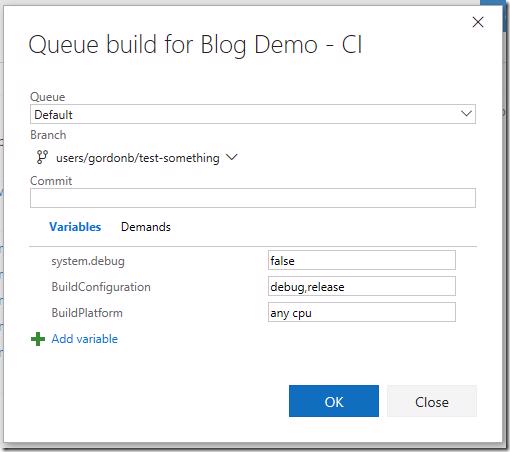 Queue build for Blog Demo - CI
Queue
Default
Branch
users/gordonb/test-something
Commit
Variables Demands
system.debug false
BuildConfiguration debug,release
BuildPlatform any cpu
Add variable
OK Close